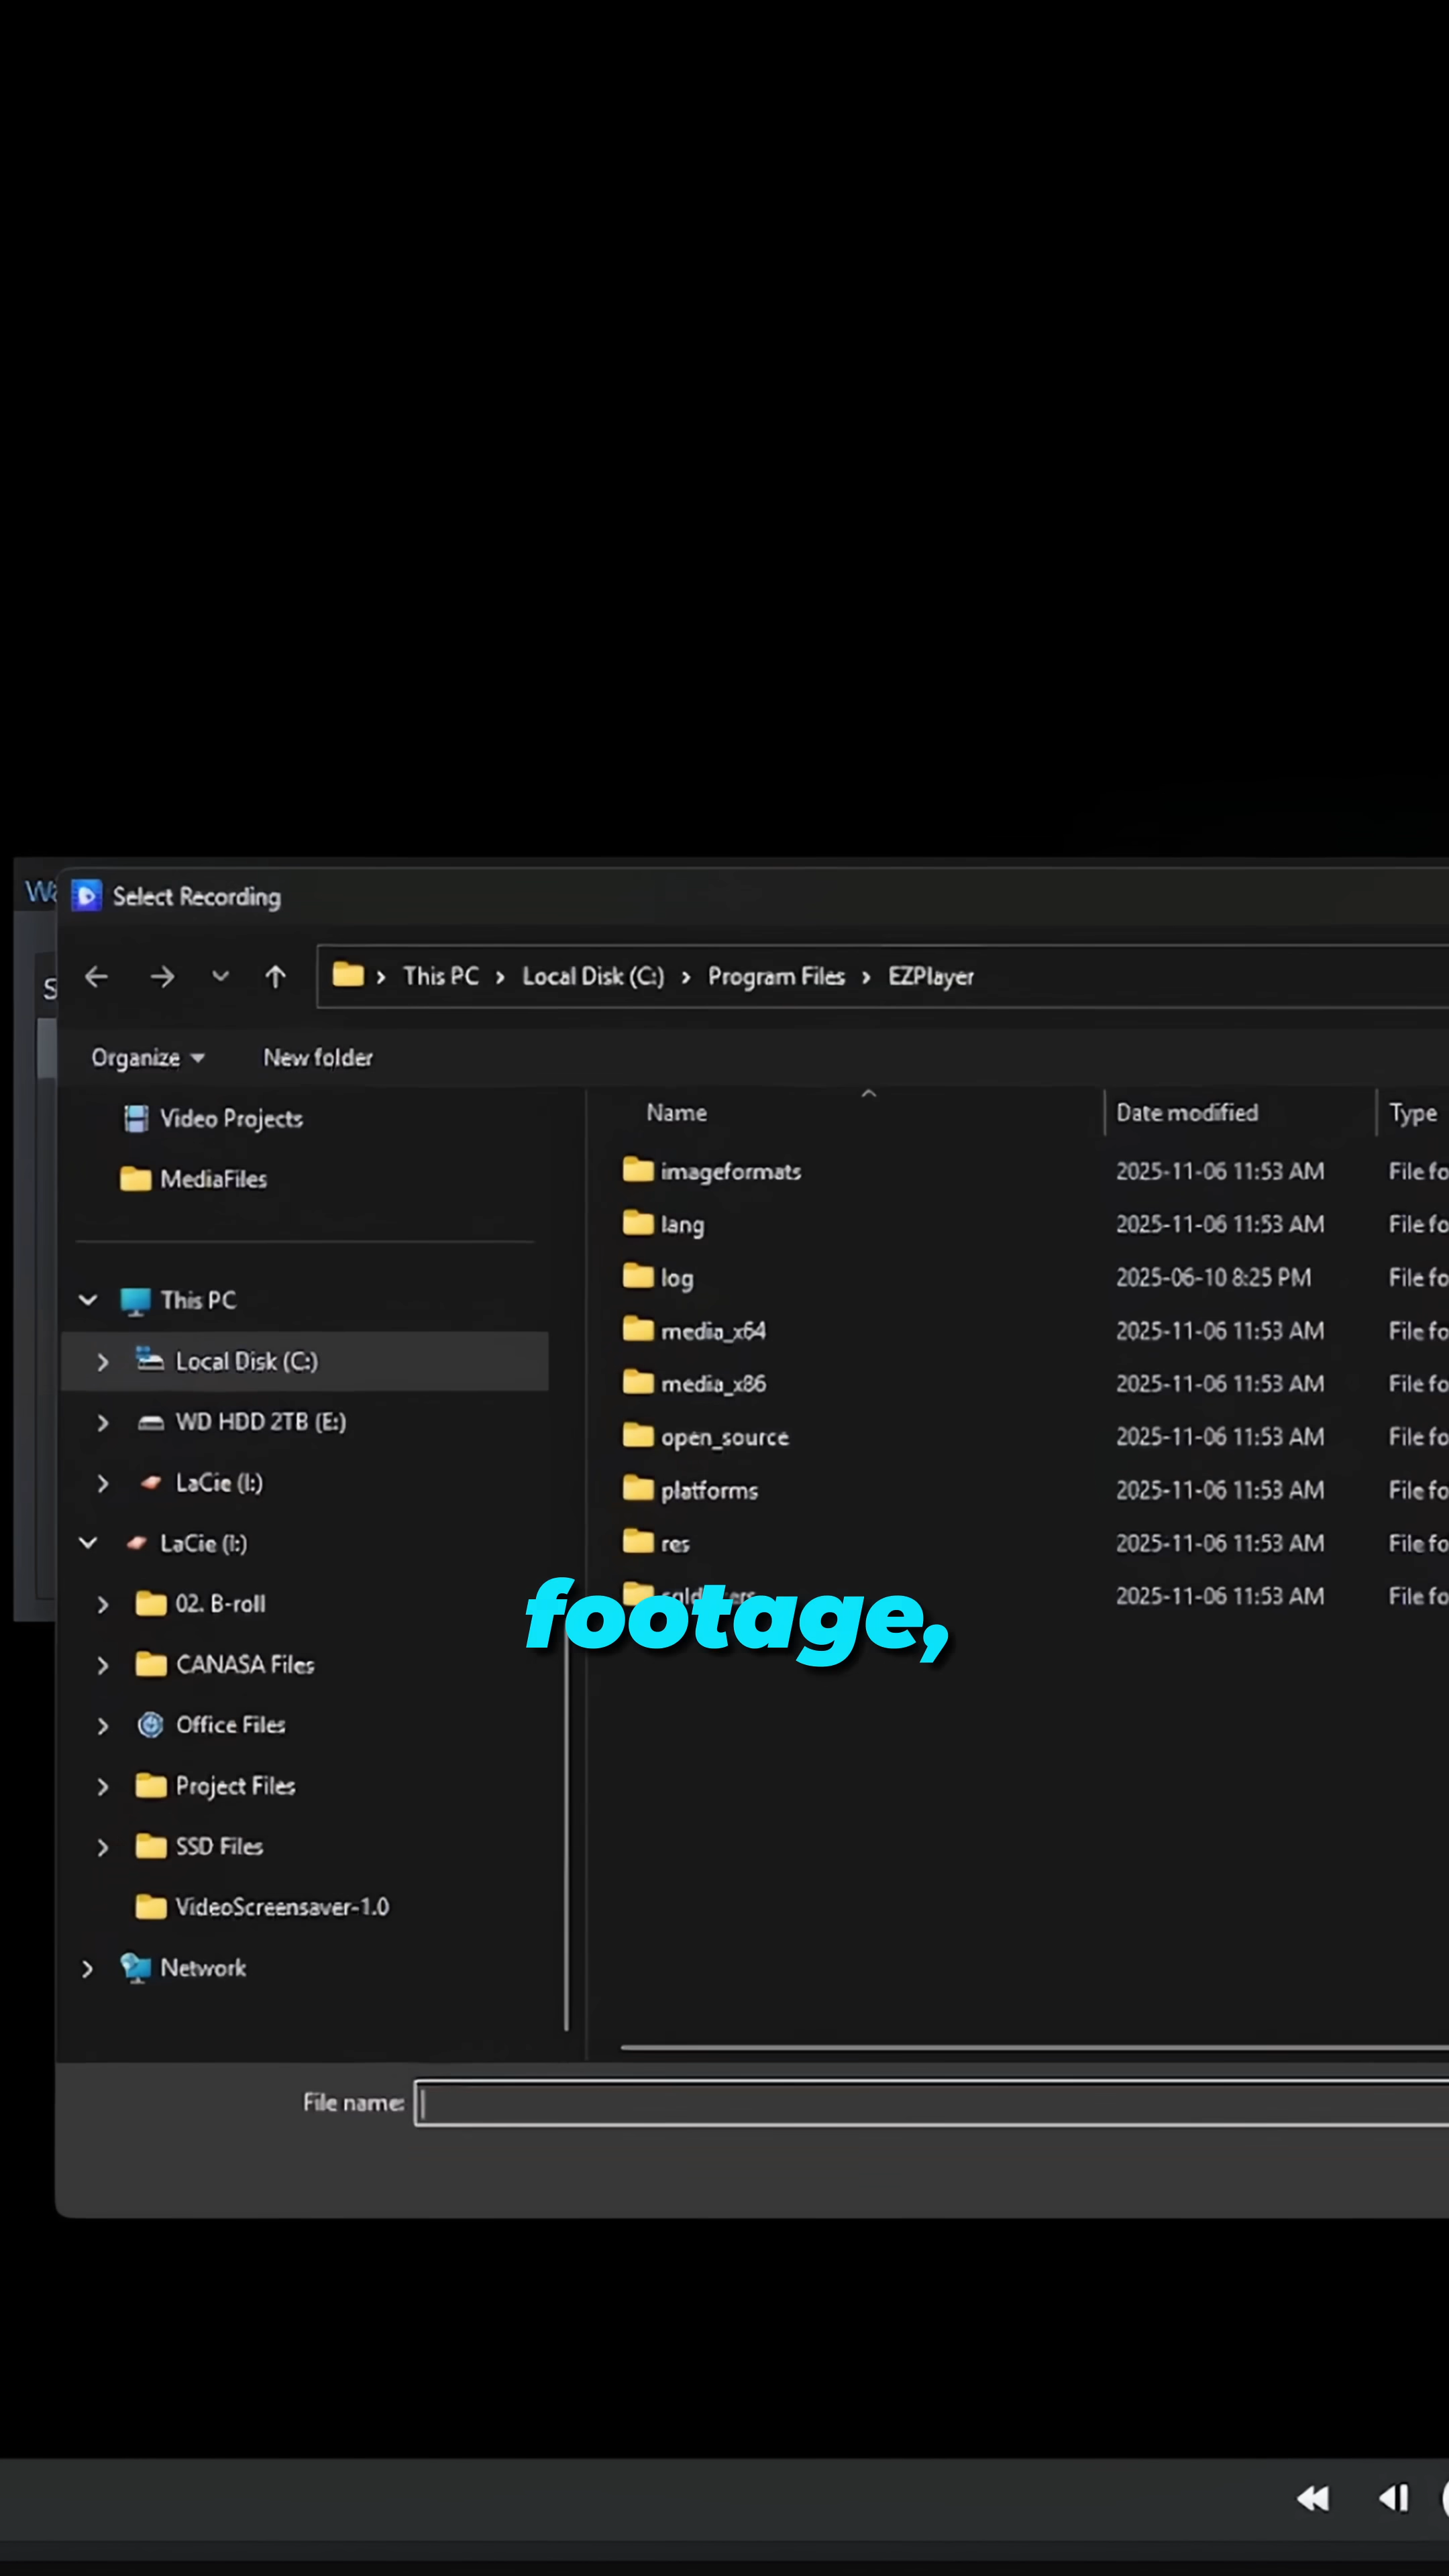 Select Recording
This PC > Local Disk (C:) > Program Files > EZPlayer
Organize New folder
Name Date modified Type
Video Projects
MediaFiles
This PC
Local Disk (C:)
WD HDD 2TB (E:)
LaCie (I:)
LaCie (I:)
02. B-roll
CANASA Files
Office Files
Project Files
SSD Files
VideoScreensaver-1.0
Network
imageformats 2025-11-06 11:53 AM File fo
lang 2025-11-06 11:53 AM File fo
log 2025-06-10 8:25 PM File fo
media_x64 2025-11-06 11:53 AM File fo
media_x86 2025-11-06 11:53 AM File fo
open_source 2025-11-06 11:53 AM File fo
platforms 2025-11-06 11:53 AM File fo
res 2025-11-06 11:53 AM File fo
2025-11-06 11:53 AM File fo
footage,
File name: